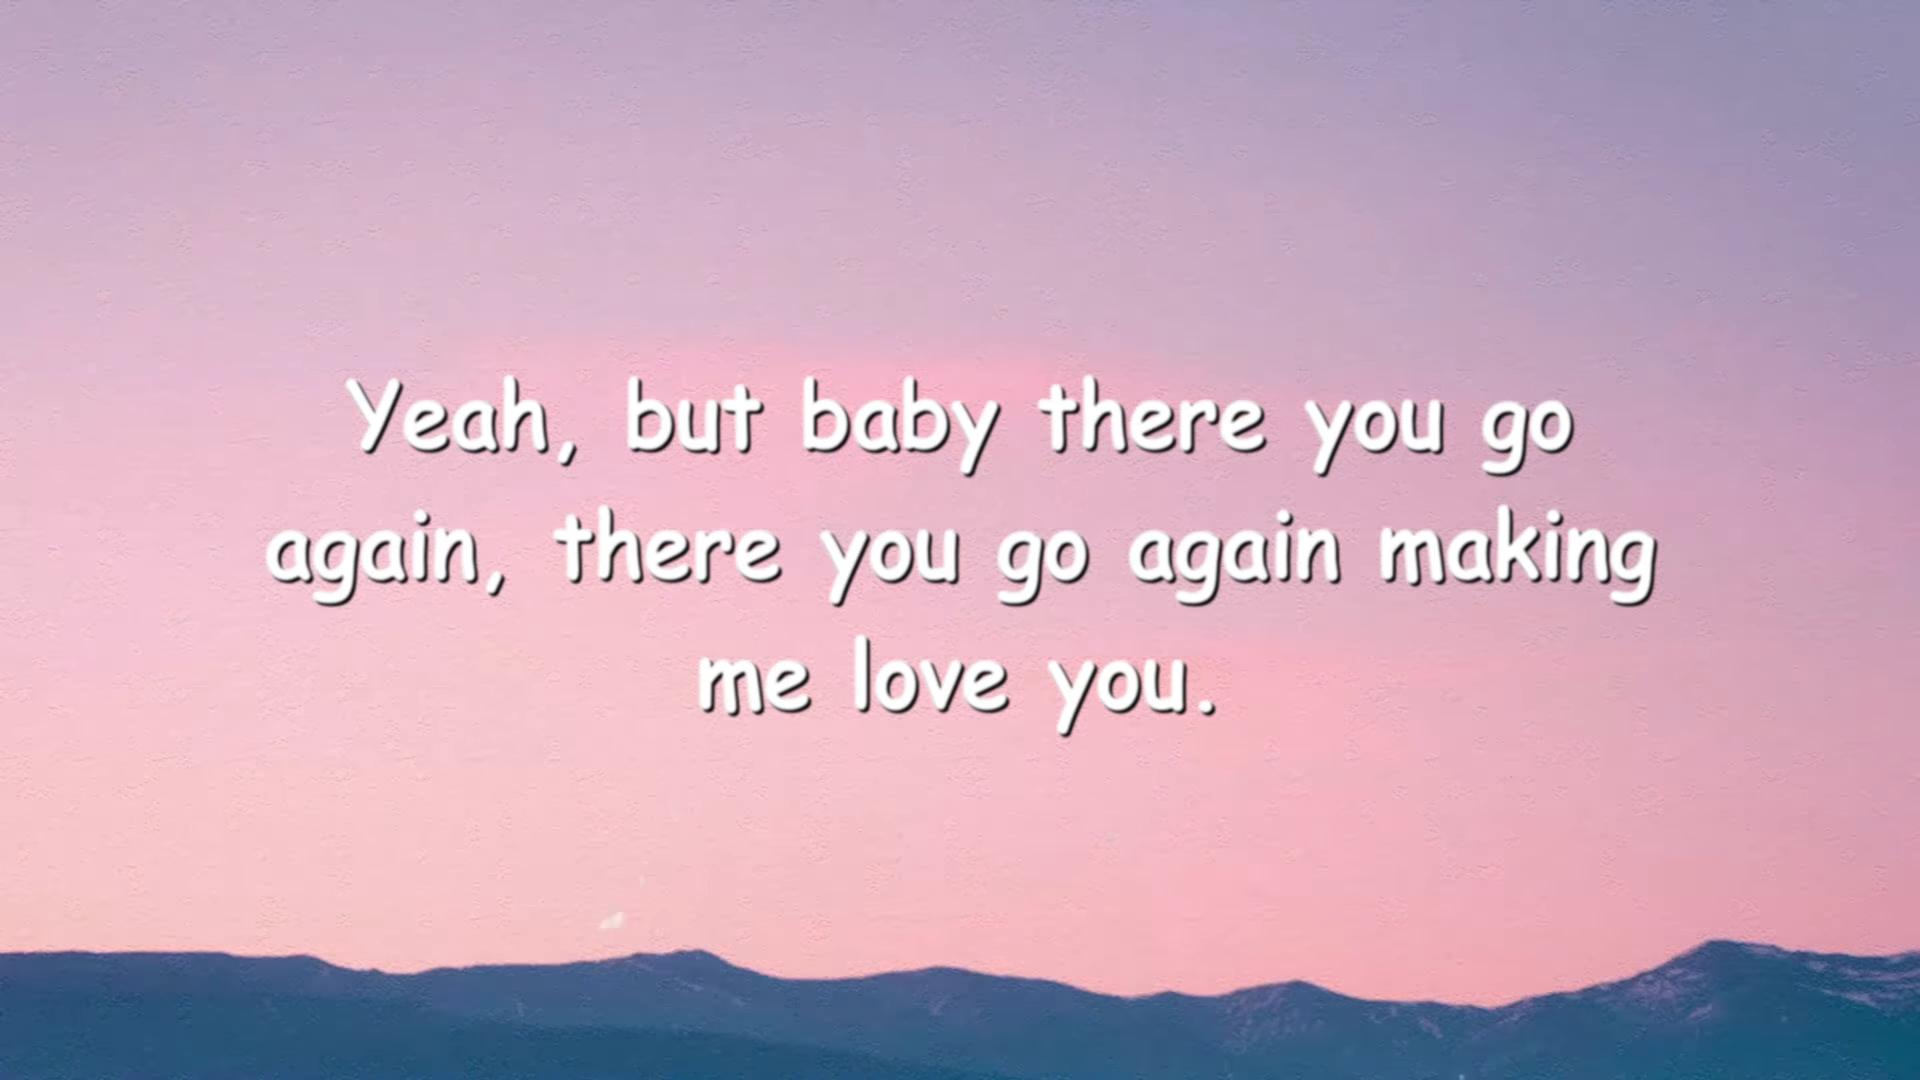 Yeah, but baby there you go
again, there you go again making
me love you.